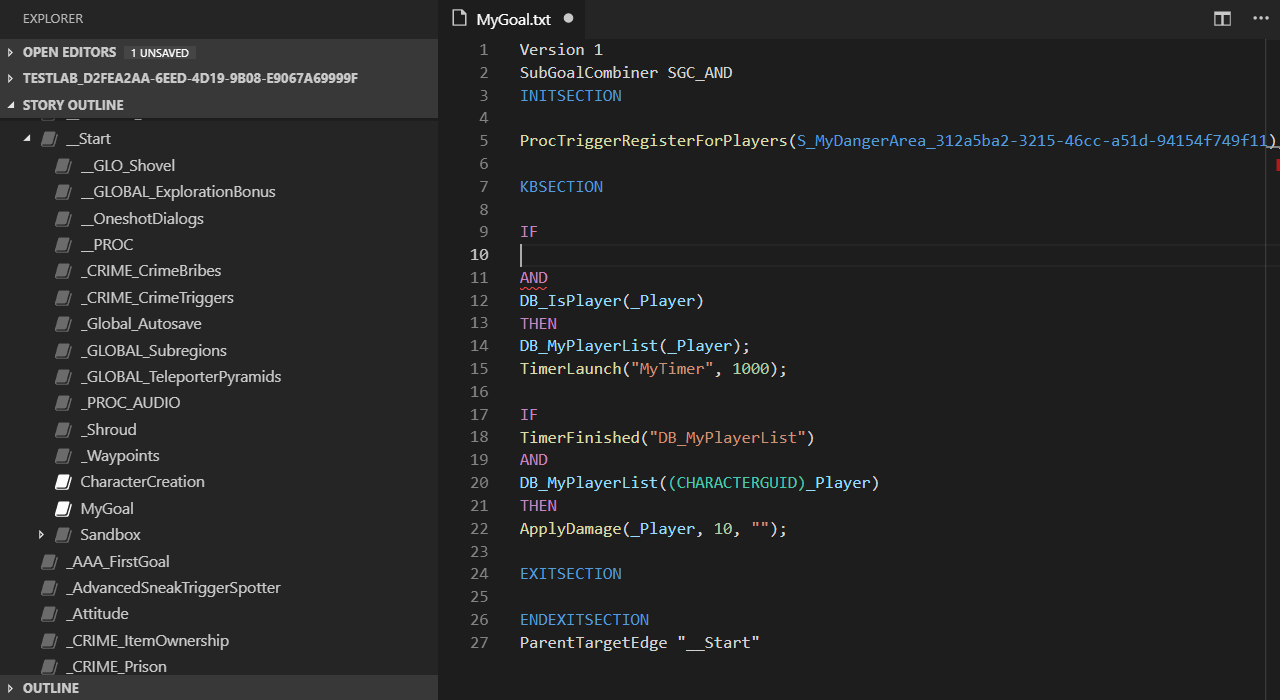 EXPLORER
OPEN EDITORS 1 UNSAVED
TESTLAB_D2FEA2AA-6EED-4D19-9B08-E9067A69999F
STORY OUTLINE
__Start
__GLO_Shovel
__GLOBAL_ExplorationBonus
__OneshotDialogs
__PROC
_CRIME_CrimeBribes
_CRIME_CrimeTriggers
_Global_Autosave
_GLOBAL_Subregions
_GLOBAL_TeleporterPyramids
_PROC_AUDIO
_Shroud
_Waypoints
CharacterCreation
MyGoal
Sandbox
_AAA_FirstGoal
_AdvancedSneakTriggerSpotter
_Attitude
_CRIME_ItemOwnership
_CRIME_Prison
OUTLINE
MyGoal.txt
1 Version 1
2 SubGoalCombiner SGC_AND
3 INITSECTION
4
5 ProcTriggerRegisterForPlayers(S_MyDangerArea_312a5ba2-3215-46cc-a51d-94154f749f11)
6
7 KBSECTION
8
9 IF
10
11 AND
12 DB_IsPlayer(_Player)
13 THEN
14 DB_MyPlayerList(_Player);
15 TimerLaunch("MyTimer", 1000);
16
17 IF
18 TimerFinished("DB_MyPlayerList")
19 AND
20 DB_MyPlayerList((CHARACTERGUID)_Player)
21 THEN
22 ApplyDamage(_Player, 10, "");
23
24 EXITSECTION
25
26 ENDEXITSECTION
27 ParentTargetEdge "__Start"